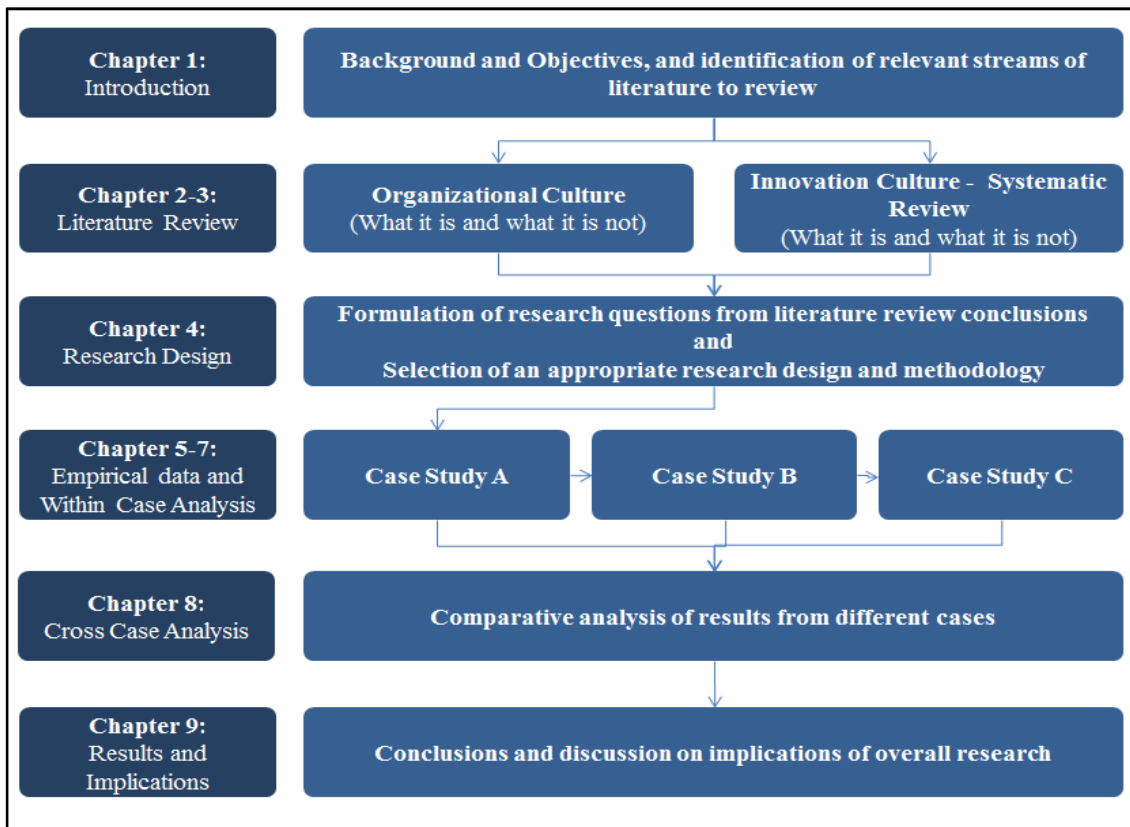 Chapter 1:
Introduction
Background and Objectives, and identification of relevant streams of
literature to review
Chapter 2-3:
Literature Review
Organizational Culture
(What it is and what it is not)
Innovation Culture - Systematic
Review
(What it is and what it is not)
Chapter 4:
Research Design
Formulation of research questions from literature review conclusions
and
Selection of an appropriate research design and methodology
Chapter 5-7:
Empirical data and
Within Case Analysis
Case Study A
Case Study B
Case Study C
Chapter 8:
Cross Case Analysis
Comparative analysis of results from different cases
Chapter 9:
Results and
Implications
Conclusions and discussion on implications of overall research